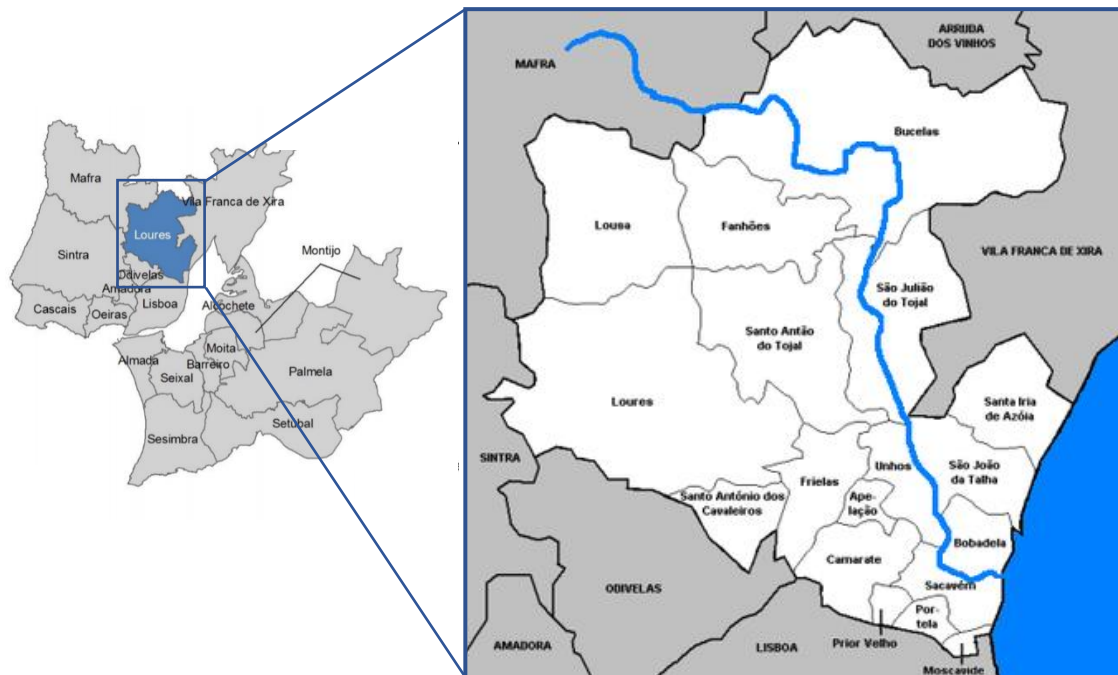 Mafra
Vila Franca de Xira
Loures
Montijo
Sintra
Odivelas
Amadora
Cascais
Oeiras
Lisboa
Alcochete
Almada
Moita
Barreiro
Seixal
Palmela
Sesimbra
Setubal
MAFRA
ARRUDA
DOS VINHOS
Bucelas
Lousa
Fanhões
VILA FRANCA DE XIRA
São Julião
do Tojal
Santo Antão
do Tojal
Loures
Santa Iria
de Azóia
SINTRA
Frielas
Unhos
São João
da Talha
Santo António dos
Cavaleiros
Ape-
lação
Bobadela
Camarate
Sacavém
ODIVELAS
Por-
tela
Prior Velho
AMADORA
LISBOA
Moscavide